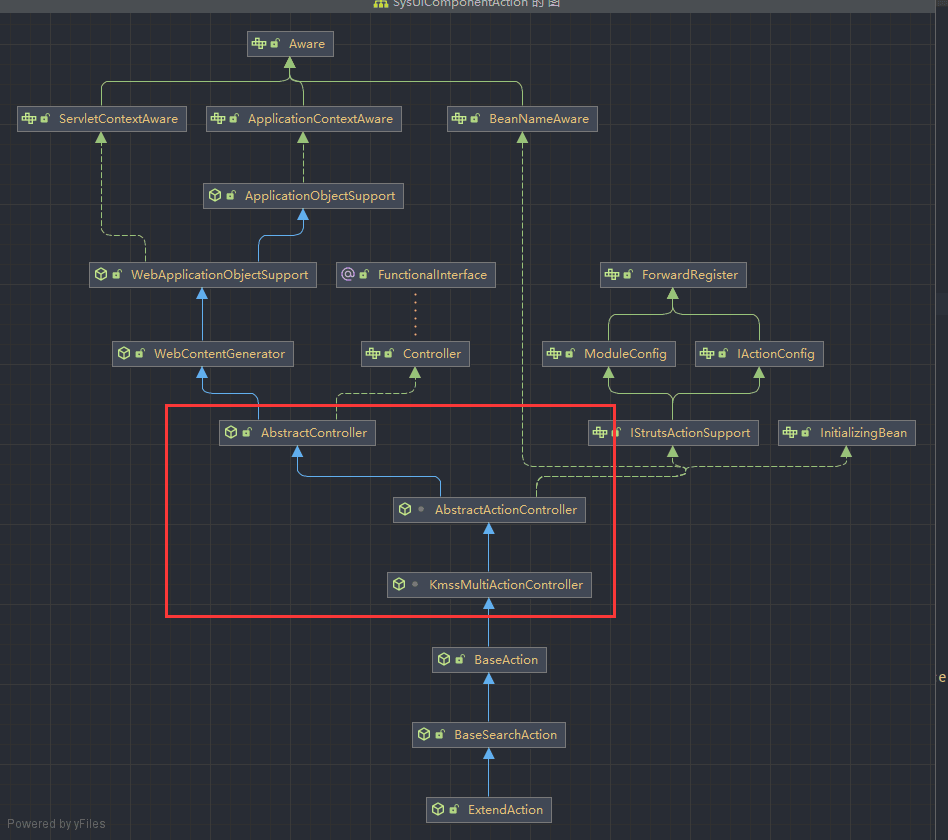 SysUIComponentAction 的图
Aware
ServletContextAware
ApplicationContextAware
BeanNameAware
ApplicationObjectSupport
WebApplicationObjectSupport
FunctionalInterface
ForwardRegister
WebContentGenerator
Controller
ModuleConfig
IActionConfig
AbstractController
IStrutsActionSupport
InitializingBean
AbstractActionController
KmssMultiActionController
BaseAction
e
BaseSearchAction
ExtendAction
Powered by yFiles